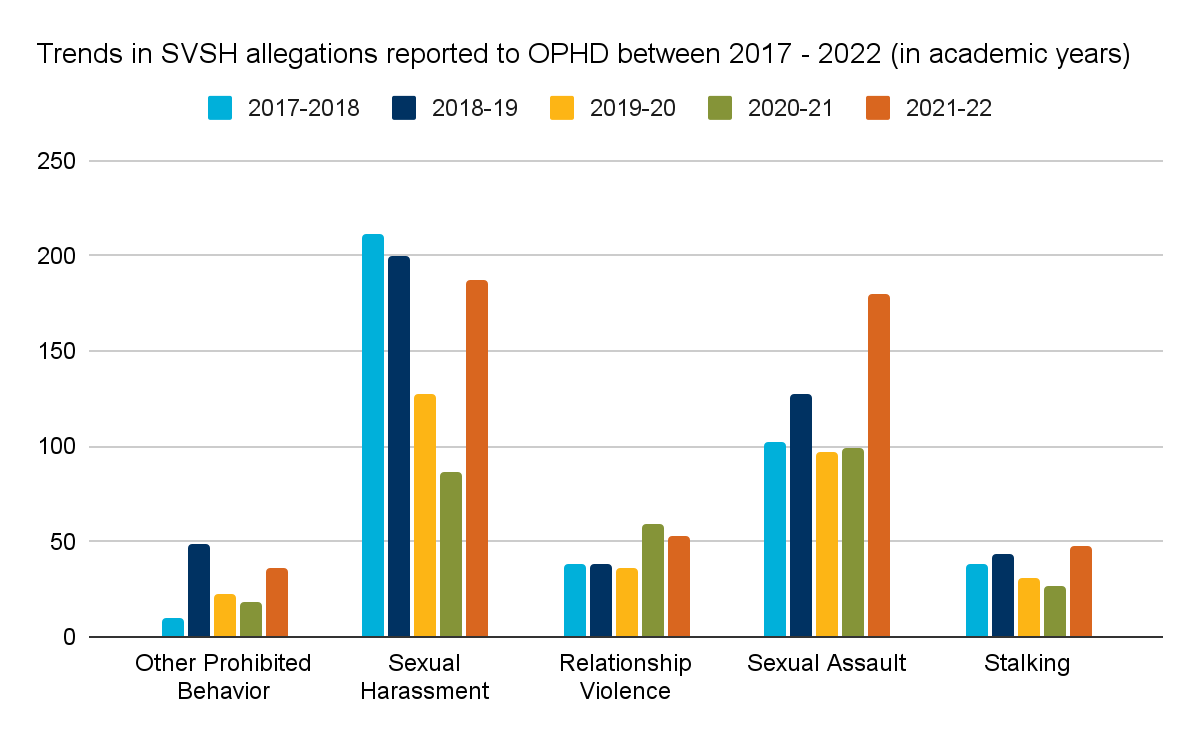 Trends in SVSH allegations reported to OPHD between 2017 - 2022 (in academic years)
2017-2018 2018-19 2019-20 2020-21 2021-22
250
200
150
100
50
0
Other Prohibited Behavior
Sexual Harassment
Relationship Violence
Sexual Assault
Stalking